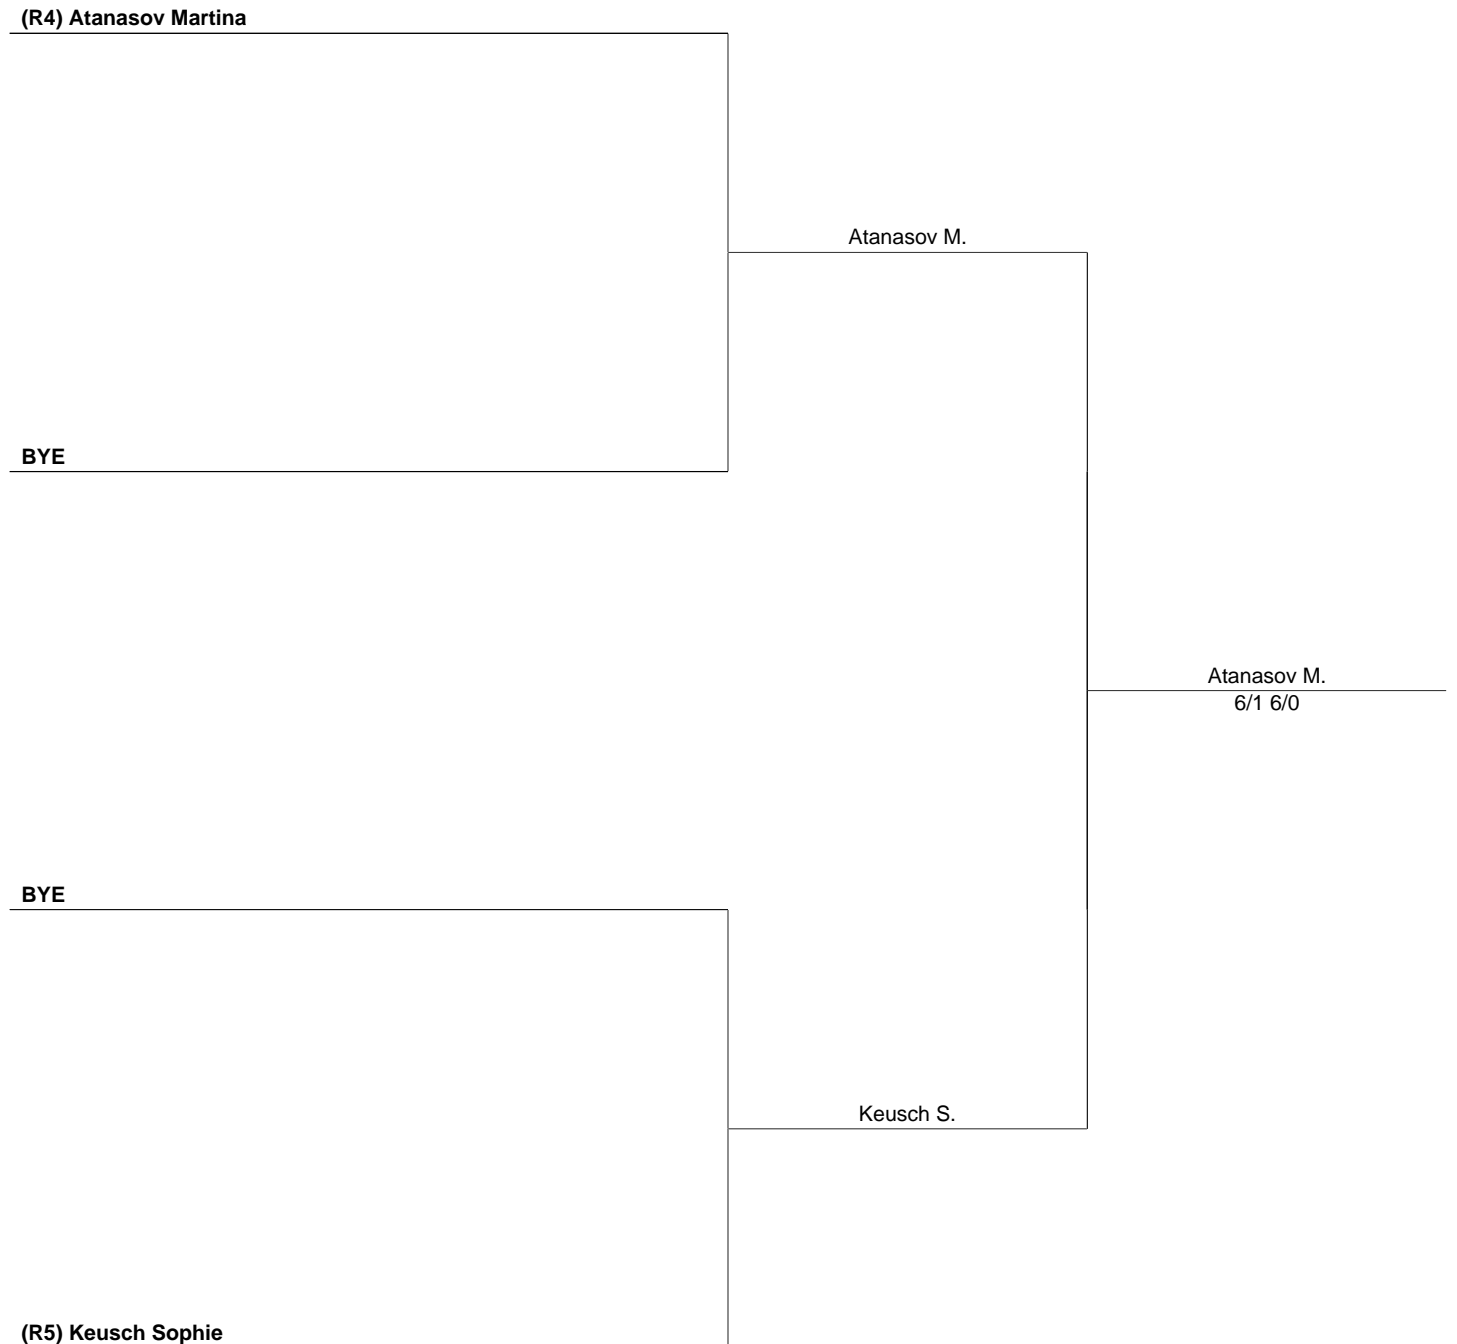 (R4) Atanasov Martina
Atanasov M.
BYE
Atanasov M.
6/1 6/0
BYE
Keusch S.
(R5) Keusch Sophie